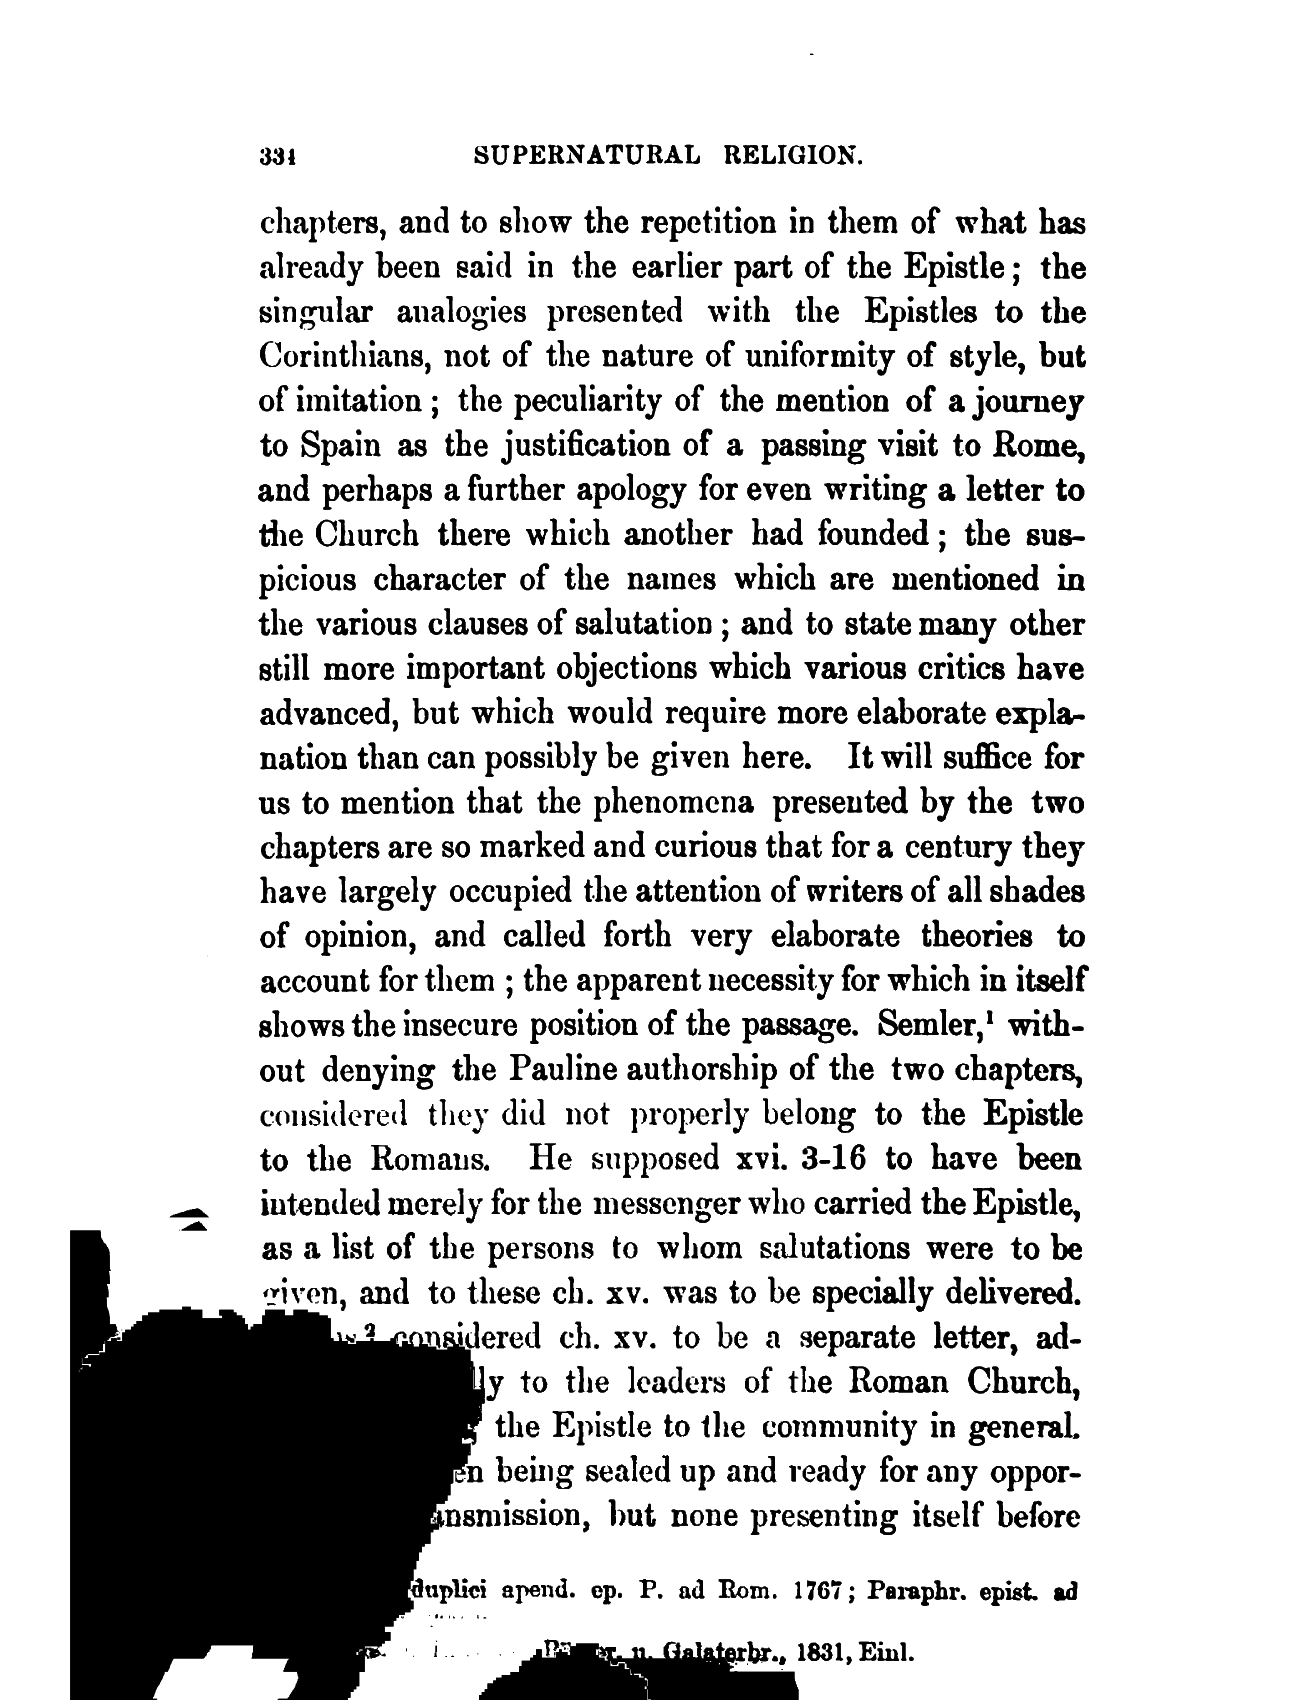 334 SUPERNATURAL RELIGION.
chapters, and to show the repetition in them of what has
already been said in the earlier part of the Epistle; the
singular analogies presented with the Epistles to the
Corinthians, not of the nature of uniformity of style, but
of imitation; the peculiarity of the mention of a journey
to Spain as the justification of a passing visit to Rome,
and perhaps a further apology for even writing a letter to
the Church there which another had founded; the sus-
picious character of the names which are mentioned in
the various clauses of salutation; and to state many other
still more important objections which various critics have
advanced, but which would require more elaborate expla-
nation than can possibly be given here. It will suffice for
us to mention that the phenomena presented by the two
chapters are so marked and curious that for a century they
have largely occupied the attention of writers of all shades
of opinion, and called forth very elaborate theories to
account for them; the apparent necessity for which in itself
shows the insecure position of the passage. Semler,¹ with-
out denying the Pauline authorship of the two chapters,
considered they did not properly belong to the Epistle
to the Romans. He supposed xvi. 3-16 to have been
intended merely for the messenger who carried the Epistle,
as a list of the persons to whom salutations were to be
given, and to these ch. xv. was to be specially delivered.
² considered ch. xv. to be a separate letter, ad-
ly to the leaders of the Roman Church,
the Epistle to the community in general.
being sealed up and ready for any oppor-
nsmission, but none presenting itself before
duplici apend. ep. P. ad Rom. 1767; Paraphr. epist. ad
u. Galaterbr., 1831, Einl.